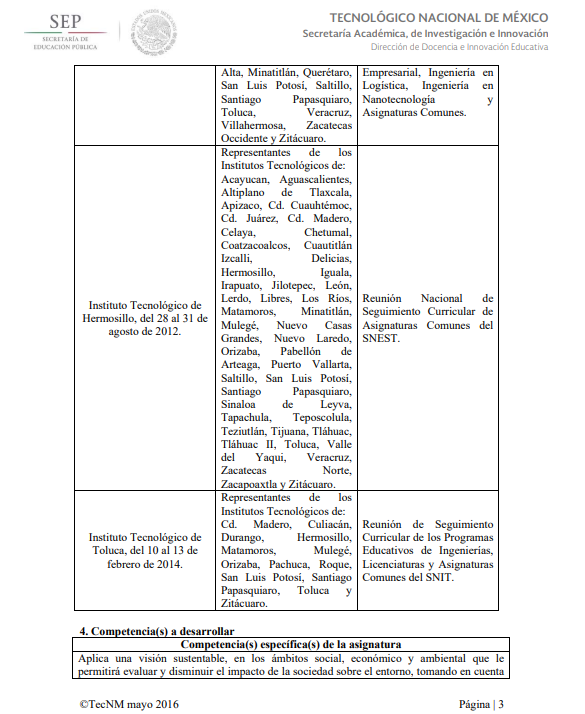 SEP
SECRETARÍA DE
EDUCACIÓN PÚBLICA
TECNOLÓGICO NACIONAL DE MÉXICO
Secretaría Académica, de Investigación e Innovación
Dirección de Docencia e Innovación Educativa
Alta, Minatitlán, Querétaro,
San Luis Potosí, Saltillo,
Santiago Papasquiaro,
Toluca, Veracruz,
Villahermosa, Zacatecas
Occidente y Zitácuaro.
Empresarial, Ingeniería en
Logística, Ingeniería en
Nanotecnología y
Asignaturas Comunes.
Instituto Tecnológico de
Hermosillo, del 28 al 31 de
agosto de 2012.
Representantes de los
Institutos Tecnológicos de:
Acayucan, Aguascalientes,
Altiplano de Tlaxcala,
Apizaco, Cd. Cuauhtémoc,
Cd. Juárez, Cd. Madero,
Celaya, Chetumal,
Coatzacoalcos, Cuautitlán
Izcalli, Delicias,
Hermosillo, Iguala,
Irapuato, Jilotepec, León,
Lerdo, Libres, Los Ríos,
Matamoros, Minatitlán,
Mulegé, Nuevo Casas
Grandes, Nuevo Laredo,
Orizaba, Pabellón de
Arteaga, Puerto Vallarta,
Saltillo, San Luis Potosí,
Santiago Papasquiaro,
Sinaloa de Leyva,
Tapachula, Teposcolula,
Teziutlán, Tijuana, Tláhuac,
Tláhuac II, Toluca, Valle
del Yaqui, Veracruz,
Zacatecas Norte,
Zacapoaxtla y Zitácuaro.
Reunión Nacional de
Seguimiento Curricular de
Asignaturas Comunes del
SNEST.
Instituto Tecnológico de
Toluca, del 10 al 13 de
febrero de 2014.
Representantes de los
Institutos Tecnológicos de:
Cd. Madero, Culiacán,
Durango, Hermosillo,
Matamoros, Mulegé,
Orizaba, Pachuca, Roque,
San Luis Potosí, Santiago
Papasquiaro, Toluca y
Zitácuaro.
Reunión de Seguimiento
Curricular de los Programas
Educativos de Ingenierías,
Licenciaturas y Asignaturas
Comunes del SNIT.
4. Competencia(s) a desarrollar
Competencia(s) específica(s) de la asignatura
Aplica una visión sustentable, en los ámbitos social, económico y ambiental que le
permitirá evaluar y disminuir el impacto de la sociedad sobre el entorno, tomando en cuenta
©TecNM mayo 2016
Página | 3